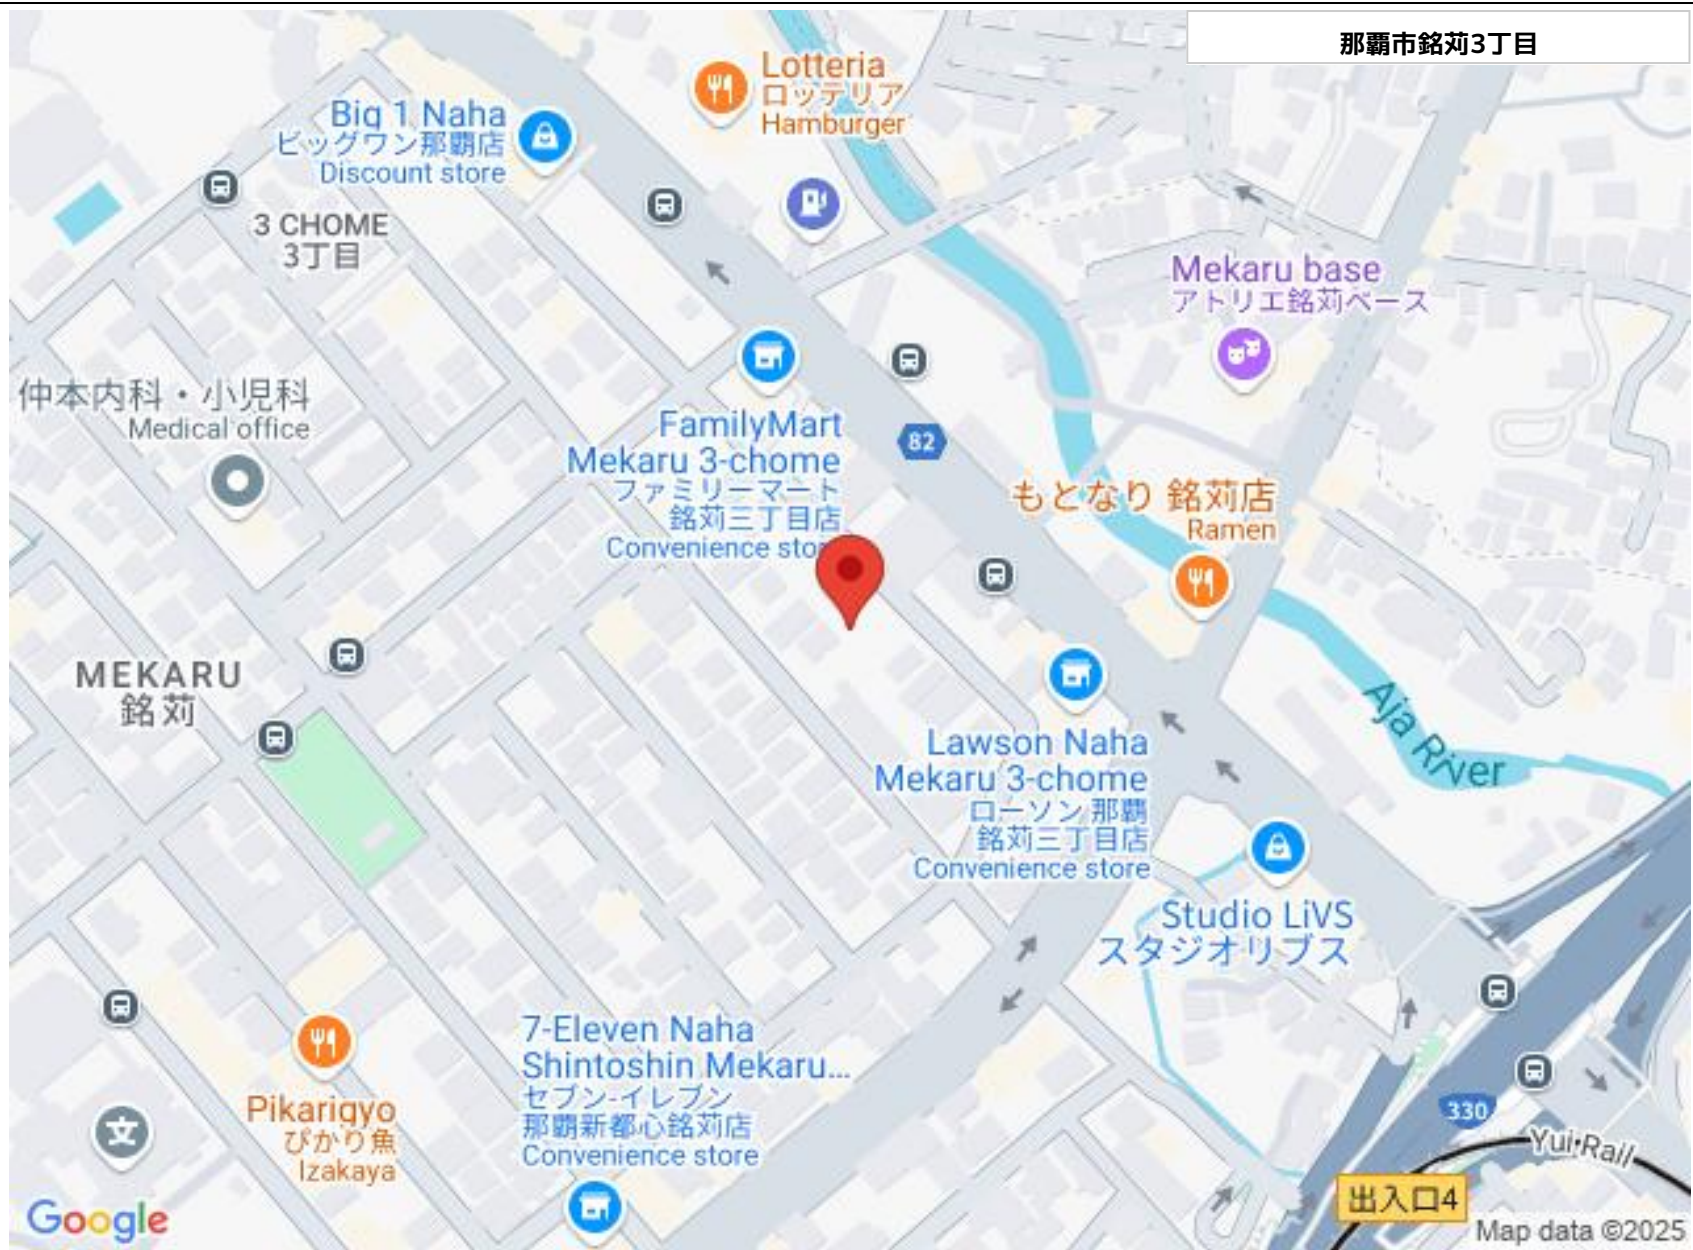 那覇市銘苅3丁目
Lotteria
ロッテリア
Hamburger
Big 1 Naha
ビッグワン那覇店
Discount store
3 CHOME
3丁目
Mekaru base
アトリエ銘苅ベース
仲本内科・小児科
Medical office
FamilyMart
Mekaru 3-chome
ファミリーマート
銘苅三丁目店
Convenience sto
82
もとなり 銘苅店
Ramen
MEKARU
銘苅
Aja River
Lawson Naha
Mekaru 3-chome
ローソン 那覇
銘苅三丁目店
Convenience store
Studio LiVS
スタジオリブス
7-Eleven Naha
Shintoshin Mekaru...
セブン-イレブン
那覇新都心銘苅店
Convenience store
Pikarigyo
ぴかり魚
Izakaya
文
330
Yui Rail
出入口4
Google
Map data ©2025